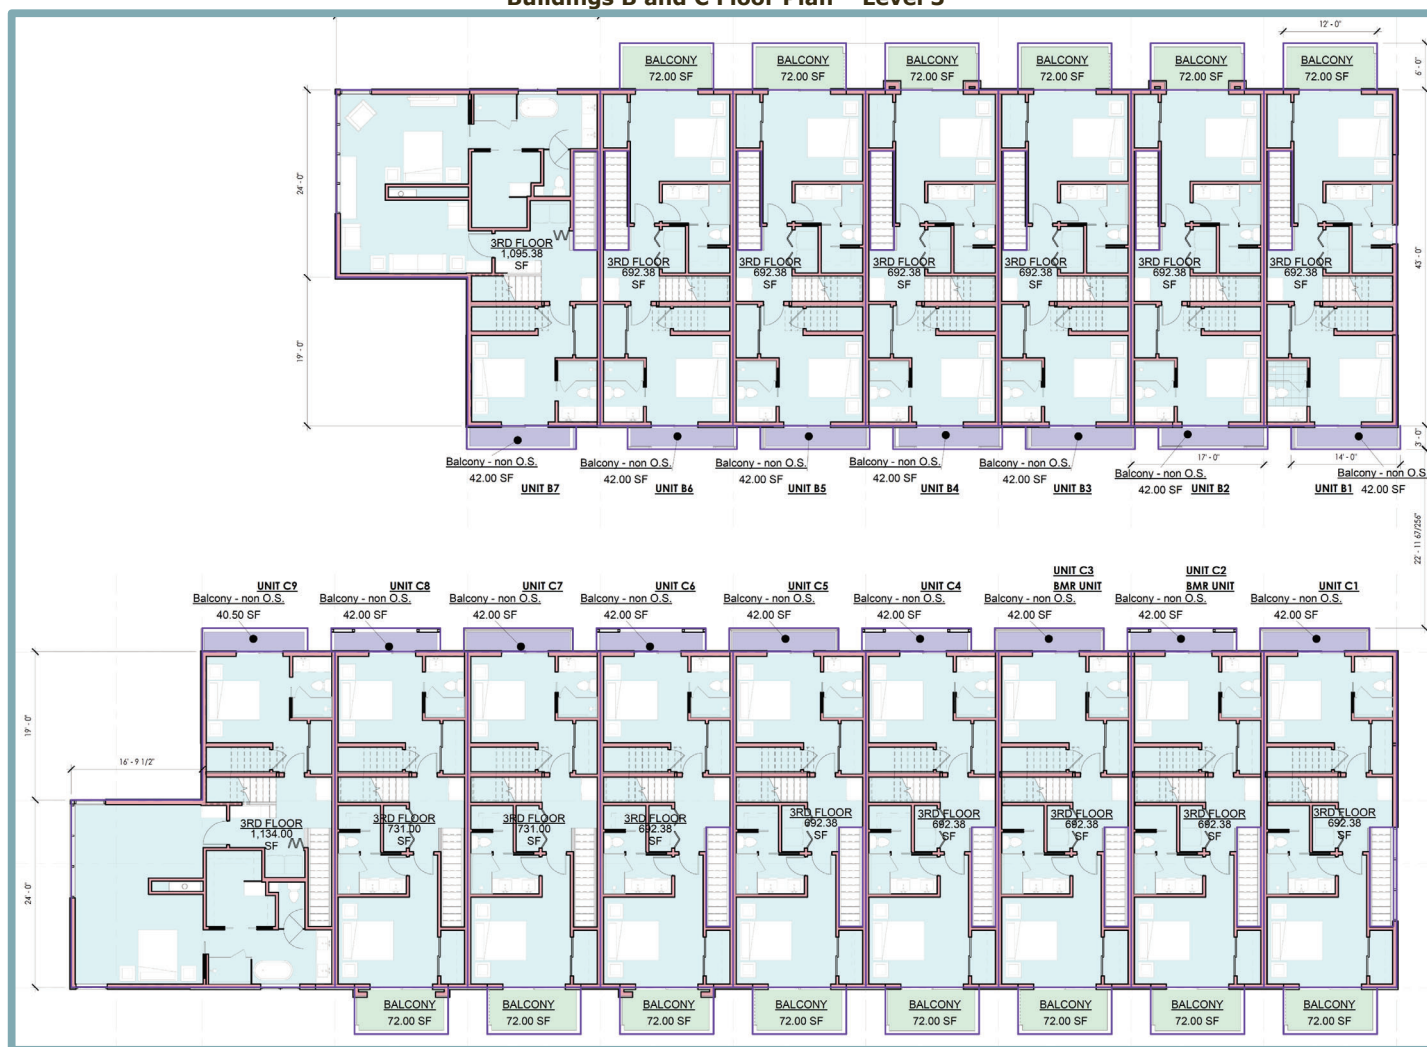 Buildings B and C Floor Plan – Level 3
12' - 0"
BALCONY
72.00 SF
BALCONY
72.00 SF
BALCONY
72.00 SF
BALCONY
72.00 SF
BALCONY
72.00 SF
BALCONY
72.00 SF
6' - 0"
24' - 0"
19' - 0"
43' - 0"
3' - 0"
3RD FLOOR
1,095.38
SF
3RD FLOOR
692.38
SF
3RD FLOOR
692.38
SF
3RD FLOOR
692.38
SF
3RD FLOOR
692.38
SF
3RD FLOOR
692.38
SF
3RD FLOOR
692.38
SF
Balcony - non O.S.
42.00 SF
UNIT B7
Balcony - non O.S.
42.00 SF
UNIT B6
Balcony - non O.S.
42.00 SF
UNIT B5
Balcony - non O.S.
42.00 SF
UNIT B4
Balcony - non O.S.
42.00 SF
UNIT B3
17' - 0"
Balcony - non O.S.
42.00 SF
UNIT B2
14' - 0"
Balcony - non O.S.
UNIT B1
42.00 SF
22' - 11 67/256"
UNIT C9
Balcony - non O.S.
40.50 SF
UNIT C8
Balcony - non O.S.
42.00 SF
UNIT C7
Balcony - non O.S.
42.00 SF
UNIT C6
Balcony - non O.S.
42.00 SF
UNIT C5
Balcony - non O.S.
42.00 SF
UNIT C4
Balcony - non O.S.
42.00 SF
UNIT C3
BMR UNIT
Balcony - non O.S.
42.00 SF
UNIT C2
BMR UNIT
Balcony - non O.S.
42.00 SF
UNIT C1
Balcony - non O.S.
42.00 SF
19' - 0"
16' - 9 1/2"
24' - 0"
3RD FLOOR
1,134.00
SF
3RD FLOOR
731.00
SF
3RD FLOOR
731.00
SF
3RD FLOOR
692.38
SF
3RD FLOOR
692.38
SF
3RD FLOOR
692.38
SF
3RD FLOOR
692.38
SF
3RD FLOOR
692.38
SF
3RD FLOOR
692.38
SF
BALCONY
72.00 SF
BALCONY
72.00 SF
BALCONY
72.00 SF
BALCONY
72.00 SF
BALCONY
72.00 SF
BALCONY
72.00 SF
BALCONY
72.00 SF
BALCONY
72.00 SF